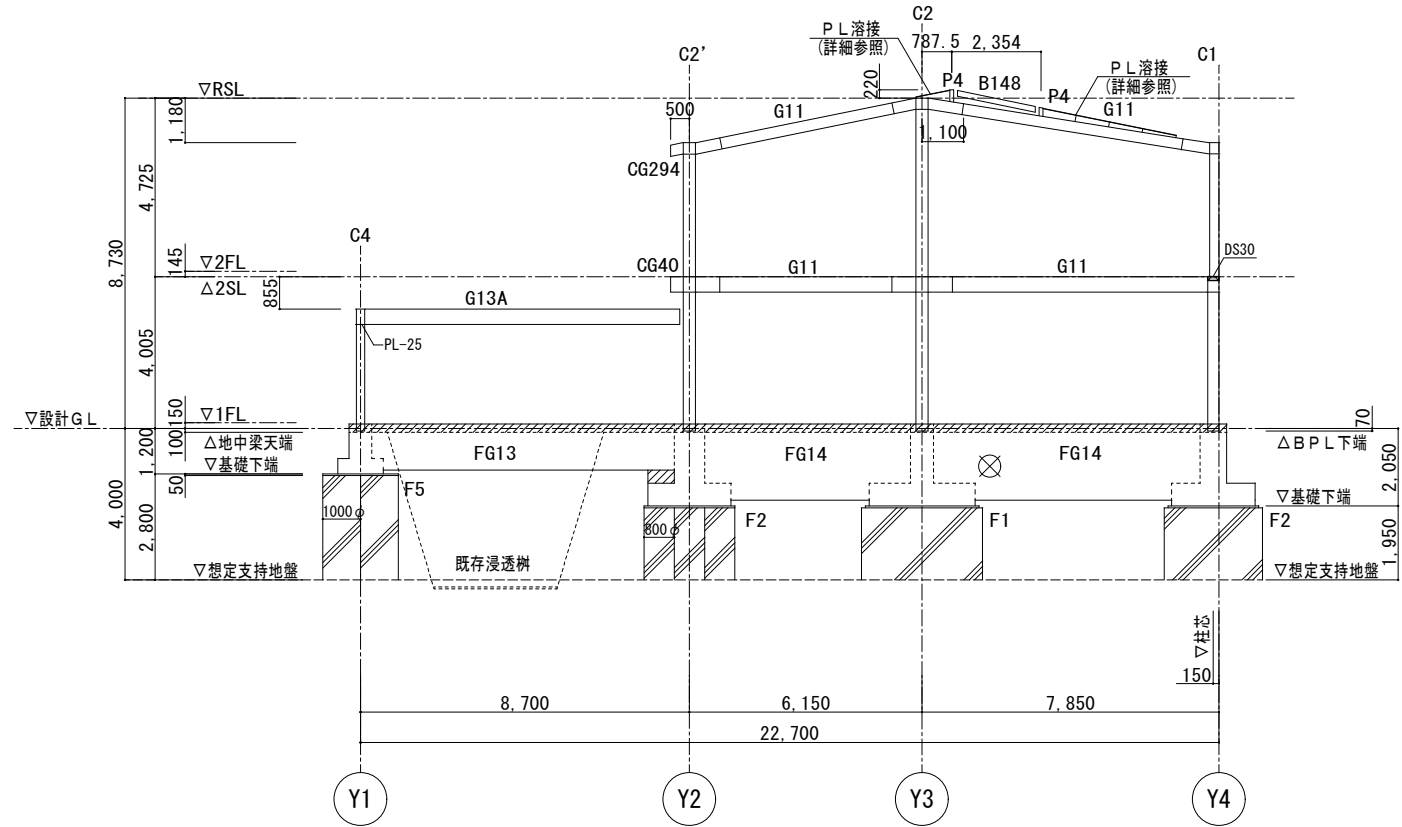 C2
PL溶接
(詳細参照)
787.5
2,354
C2'
C1
PL溶接
(詳細参照)
▽RSL
220
P4
B148
P4
1,180
500
G11
G11
1,100
CG294
4,725
8,730
C4
145
▽2FL
CG40
G11
G11
DS30
△2SL
855
G13A
PL-25
4,005
▽設計GL
150
▽1FL
70
100
△地中梁天端
△BPL下端
1,200
▽基礎下端
FG13
FG14
FG14
50
F5
2,050
4,000
▽基礎下端
1000φ
800φ
F2
F1
F2
2,800
1,950
既存浸透桝
▽想定支持地盤
▽想定支持地盤
▽柱芯
150
8,700
6,150
7,850
22,700
Y1
Y2
Y3
Y4